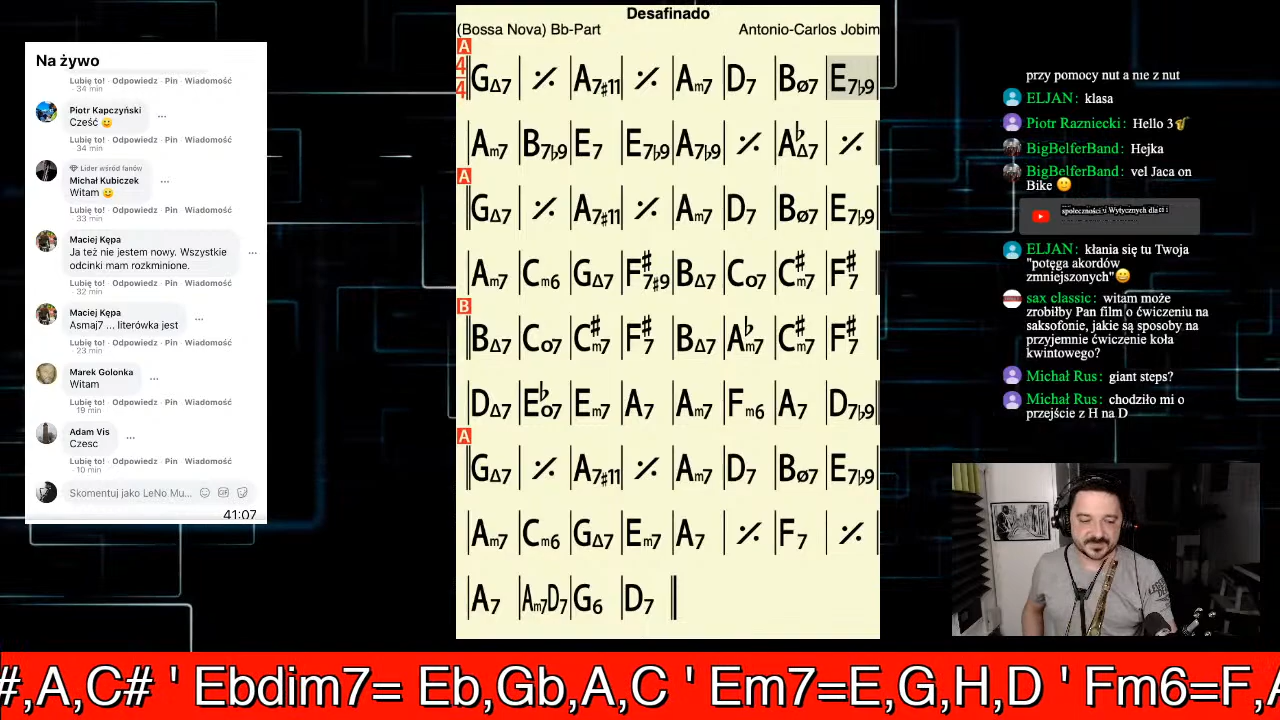 Na żywo
Lubię to! · Odpowiedz · Pin Wiadomość
· 34 min
Piotr Kapczyński
Cześć 🙂
Lubię to! · Odpowiedz · Pin Wiadomość
· 34 min
Lider wśród fanów
Michał Kubiczek
Witam 🙂
Lubię to! · Odpowiedz · Pin Wiadomość
· 33 min
Maciej Kępa
Ja też nie jestem nowy. Wszystkie
odcinki mam rozkminione.
Lubię to! · Odpowiedz · Pin Wiadomość
· 32 min
Maciej Kępa
Asmaj7 ... literówka jest
Lubię to! · Odpowiedz · Pin Wiadomość
· 23 min
Marek Golonka
Witam
Lubię to! · Odpowiedz · Pin Wiadomość
· 19 min
Adam Vis
Czesc
Lubię to! · Odpowiedz · Pin Wiadomość
· 10 min
Skomentuj jako LeNo Mu...
41:07
Desafinado
(Bossa Nova) Bb-Part Antonio-Carlos Jobim
A
4/4 GΔ7 | 𝄎 | A7♯11 | 𝄎 | Am7 | D7 | Bø7 | E7♭9
Am7 | B7♭9 | E7 | E7♭9 | A7♭9 | 𝄎 | A♭Δ7 | 𝄎
A
GΔ7 | 𝄎 | A7♯11 | 𝄎 | Am7 | D7 | Bø7 | E7♭9
Am7 | Cm6 | GΔ7 | F♯7♯9 | BΔ7 | Co7 | C♯m7 | F♯7
B
BΔ7 | Co7 | C♯m7 | F♯7 | BΔ7 | A♭m7 | C♯m7 | F♯7
DΔ7 | E♭o7 | Em7 | A7 | Am7 | Fm6 | A7 | D7♭9
A
GΔ7 | 𝄎 | A7♯11 | 𝄎 | Am7 | D7 | Bø7 | E7♭9
Am7 | Cm6 | GΔ7 | Em7 | A7 | 𝄎 | F7 | 𝄎
A7 | Am7 D7 | G6 | D7
przy pomocy nut a nie z nut
ELJAN: klasa
Piotr Razniecki: Hello 3🎷
BigBelferBand: Hejka
BigBelferBand: vel Jaca on
Bike 🙂
społeczności Wytycznych dla
ELJAN: kłania się tu Twoja
"potęga akordów
zmniejszonych"😀
sax classic: witam może
zrobiłby Pan film o ćwiczeniu na
saksofonie, jakie są sposoby na
przyjemnie ćwiczenie koła
kwintowego?
Michał Rus: giant steps?
Michał Rus: chodziło mi o
przejście z H na D
#,A,C# ' Ebdim7= Eb,Gb,A,C ' Em7=E,G,H,D ' Fm6=F,A